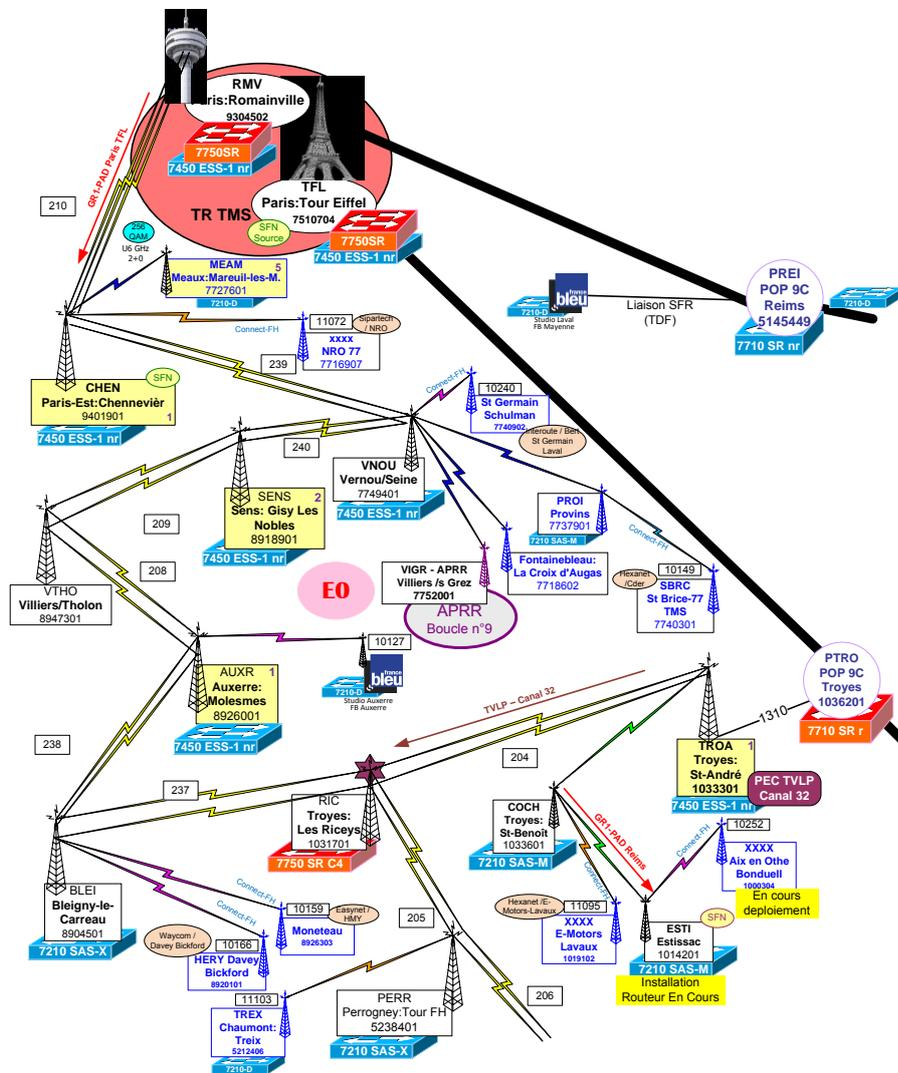 RMV
Paris:Romainville
9304502
7750SR
7450 ESS-1 nr
GR1-PAD Paris TFL
210
TR TMS
TFL
Paris:Tour Eiffel
7510704
SFN
Source
7750SR
7450 ESS-1 nr
256
QAM
U6 GHz
2+0
MEAM 5
Meaux:Mareuil-les-M.
7727601
7210-D
PREI
POP 9C
Reims
5145449
7710 SR nr
7210-D
france
bleu
7210-D
Studio Laval
FB Mayenne
Liaison SFR
(TDF)
Connect-FH
11072
Sipartech
/ NRO
xxxx
NRO 77
7716907
239
SFN
CHEN
Paris-Est:Chennevièr
9401901 1
7450 ESS-1 nr
Connect-FH
10240
St Germain
Schulman
7740902
Interoute / Bert
St Germain
Laval
240
VNOU
Vernou/Seine
7749401
7450 ESS-1 nr
SENS 2
Sens: Gisy Les
Nobles
8918901
7450 ESS-1 nr
209
208
PROI
Provins
7737901
7210 SAS-M
Connect-FH
VTHO
Villiers/Tholon
8947301
E0
VIGR - APRR
Villiers /s Grez
7752001
APRR
Boucle n°9
Fontainebleau:
La Croix d'Augas
7718602
Hexanet
/Cder
10149
SBRC
St Brice-77
TMS
7740301
10127
france
bleu
7210-D
Studio Auxerre
FB Auxerre
AUXR 1
Auxerre:
Molesmes
8926001
7450 ESS-1 nr
PTRO
POP 9C
Troyes
1036201
7710 SR r
TVLP – Canal 32
1310
238
237
204
TROA 1
Troyes:
St-André
1033301
7450 ESS-1 nr
PEC TVLP
Canal 32
RIC
Troyes:
Les Riceys
1031701
7750 SR C4
COCH
Troyes:
St-Benoît
1033601
7210 SAS-M
GR1-PAD Reims
Connect-FH
Connect-FH
10252
XXXX
Aix en Othe
Bonduell
1000304
En cours
deploiement
BLEI
Bleigny-le-
Carreau
8904501
7210 SAS-X
Connect-FH
Connect-FH
10159
Easynet /
HMY
Moneteau
8926303
Waycom /
Davey Bickford
10166
HERY Davey
Bickford
8920101
205
Hexanet /E-
Motors-Lavaux
11095
XXXX
E-Motors
Lavaux
1019102
SFN
ESTI
Estissac
1014201
7210 SAS-M
Installation
Routeur En Cours
11103
TREX
Chaumont:
Treix
5212406
7210-D
PERR
Perrogney:Tour FH
5238401
7210 SAS-X
206